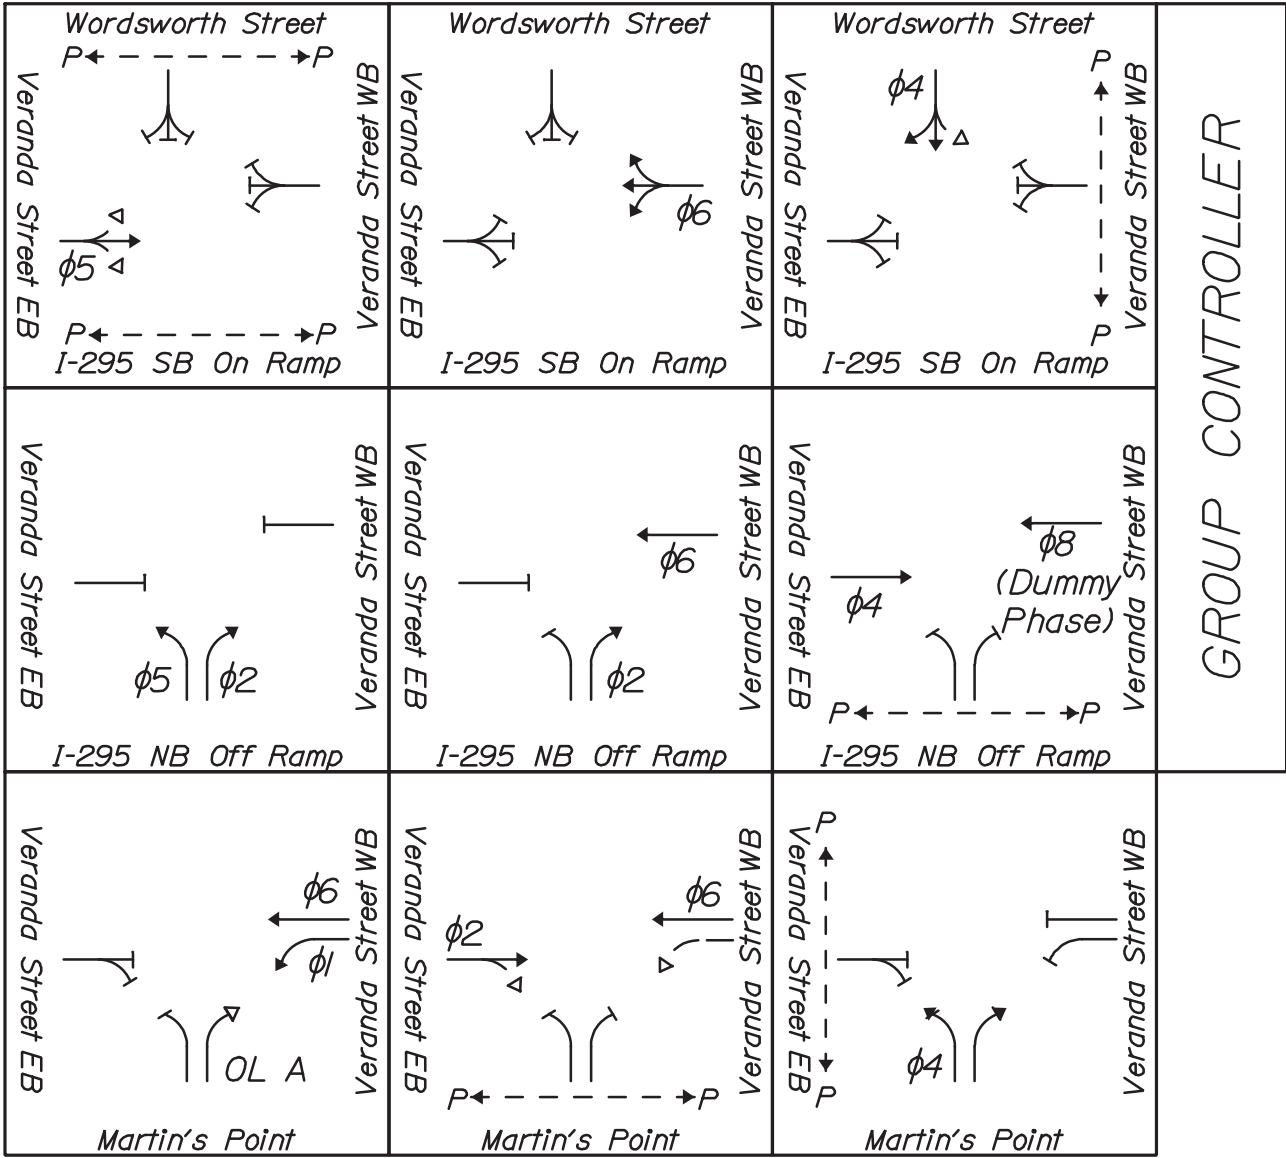 Wordsworth Street
P P
Veranda Street EB
Veranda Street WB
φ5
P P
I-295 SB On Ramp
Wordsworth Street
Veranda Street EB
Veranda Street WB
φ6
I-295 SB On Ramp
Wordsworth Street
Veranda Street EB
φ4
P
P
Veranda Street WB
I-295 SB On Ramp
GROUP CONTROLLER
Veranda Street EB
Veranda Street WB
φ5 φ2
I-295 NB Off Ramp
Veranda Street EB
Veranda Street WB
φ6
φ2
I-295 NB Off Ramp
Veranda Street EB
Veranda Street WB
φ8
(Dummy
Phase)
φ4
P P
I-295 NB Off Ramp
Veranda Street EB
Veranda Street WB
φ6
φ1
OL A
Martin's Point
Veranda Street EB
Veranda Street WB
φ6
φ2
P P
Martin's Point
P
Veranda Street EB
P
Veranda Street WB
φ4
Martin's Point